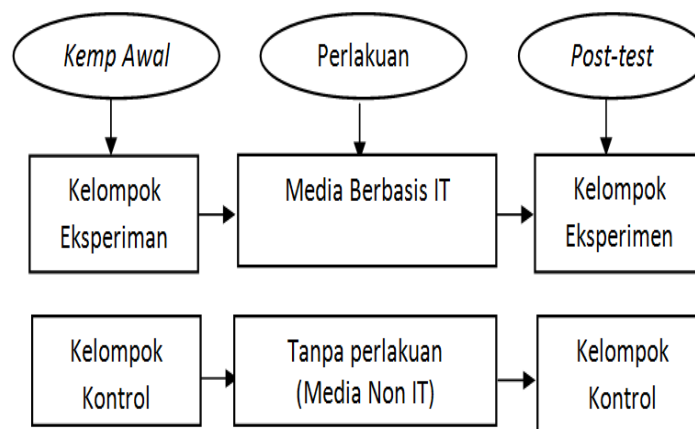 Kemp Awal
Perlakuan
Post-test
Kelompok
Eksperiman
Media Berbasis IT
Kelompok
Eksperimen
Kelompok
Kontrol
Tanpa perlakuan
(Media Non IT)
Kelompok
Kontrol